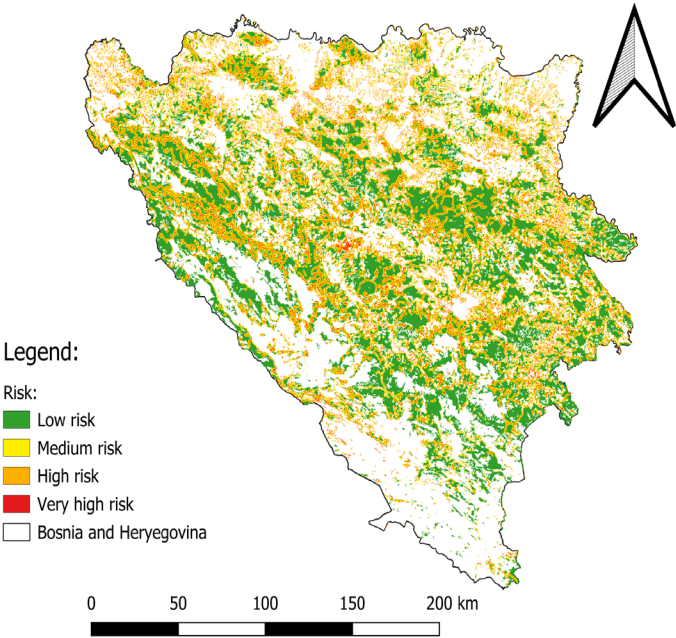 Legend:
Risk:
Low risk
Medium risk
High risk
Very high risk
Bosnia and Heryegovina
0 50 100 150 200 km